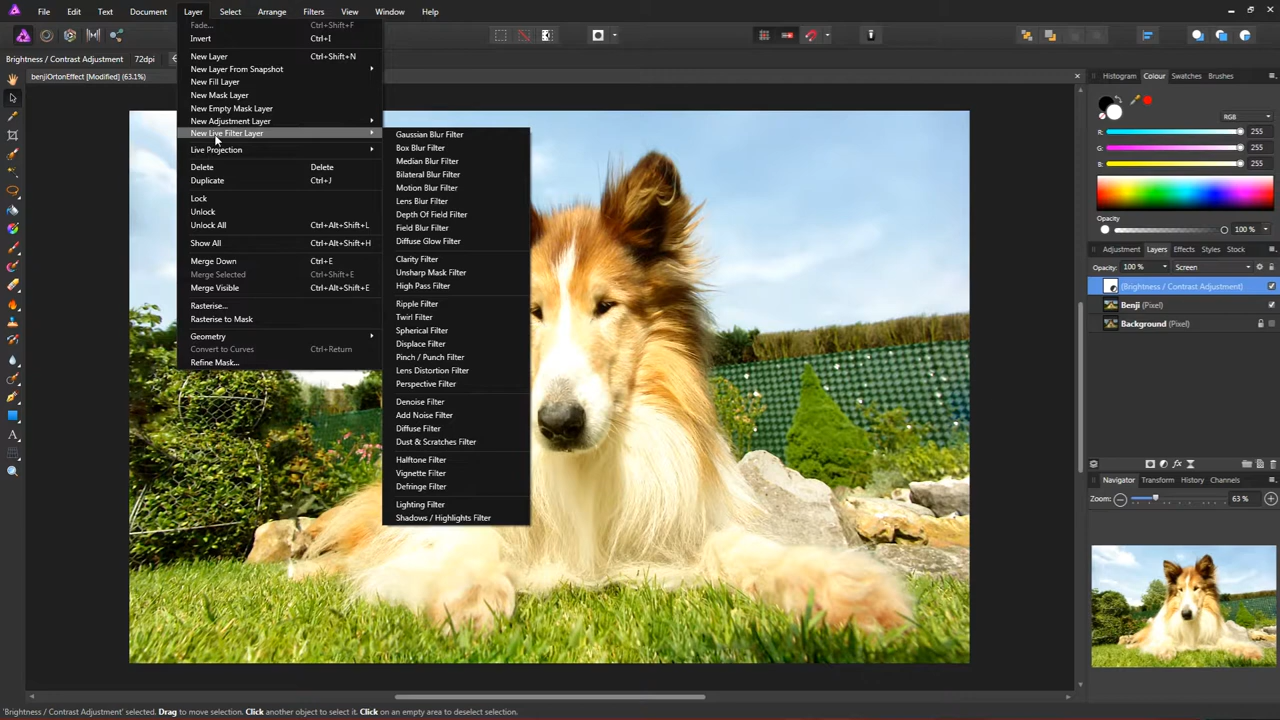 File Edit Text Document Layer Select Arrange Filters View Window Help
Brightness / Contrast Adjustment 72dpi
benjiOrtonEffect [Modified] (63.1%)
Fade... Ctrl+Shift+F
Invert Ctrl+I
New Layer Ctrl+Shift+N
New Layer From Snapshot
New Fill Layer
New Mask Layer
New Empty Mask Layer
New Adjustment Layer
New Live Filter Layer
Live Projection
Delete Delete
Duplicate Ctrl+J
Lock
Unlock
Unlock All Ctrl+Alt+Shift+L
Show All Ctrl+Alt+Shift+H
Merge Down Ctrl+E
Merge Selected Ctrl+Shift+E
Merge Visible Ctrl+Alt+Shift+E
Rasterise...
Rasterise to Mask
Geometry
Convert to Curves Ctrl+Return
Refine Mask...
Gaussian Blur Filter
Box Blur Filter
Median Blur Filter
Bilateral Blur Filter
Motion Blur Filter
Lens Blur Filter
Depth Of Field Filter
Field Blur Filter
Diffuse Glow Filter
Clarity Filter
Unsharp Mask Filter
High Pass Filter
Ripple Filter
Twirl Filter
Spherical Filter
Displace Filter
Pinch / Punch Filter
Lens Distortion Filter
Perspective Filter
Denoise Filter
Add Noise Filter
Diffuse Filter
Dust & Scratches Filter
Halftone Filter
Vignette Filter
Defringe Filter
Lighting Filter
Shadows / Highlights Filter
Histogram Colour Swatches Brushes
RGB
R: 255
G: 255
B: 255
Opacity
100 %
Adjustment Layers Effects Styles Stock
Opacity: 100 % Screen
(Brightness / Contrast Adjustment)
Benji (Pixel)
Background (Pixel)
Navigator Transform History Channels
Zoom: 63 %
'Brightness / Contrast Adjustment' selected. Drag to move selection. Click another object to select it. Click on an empty area to deselect selection.